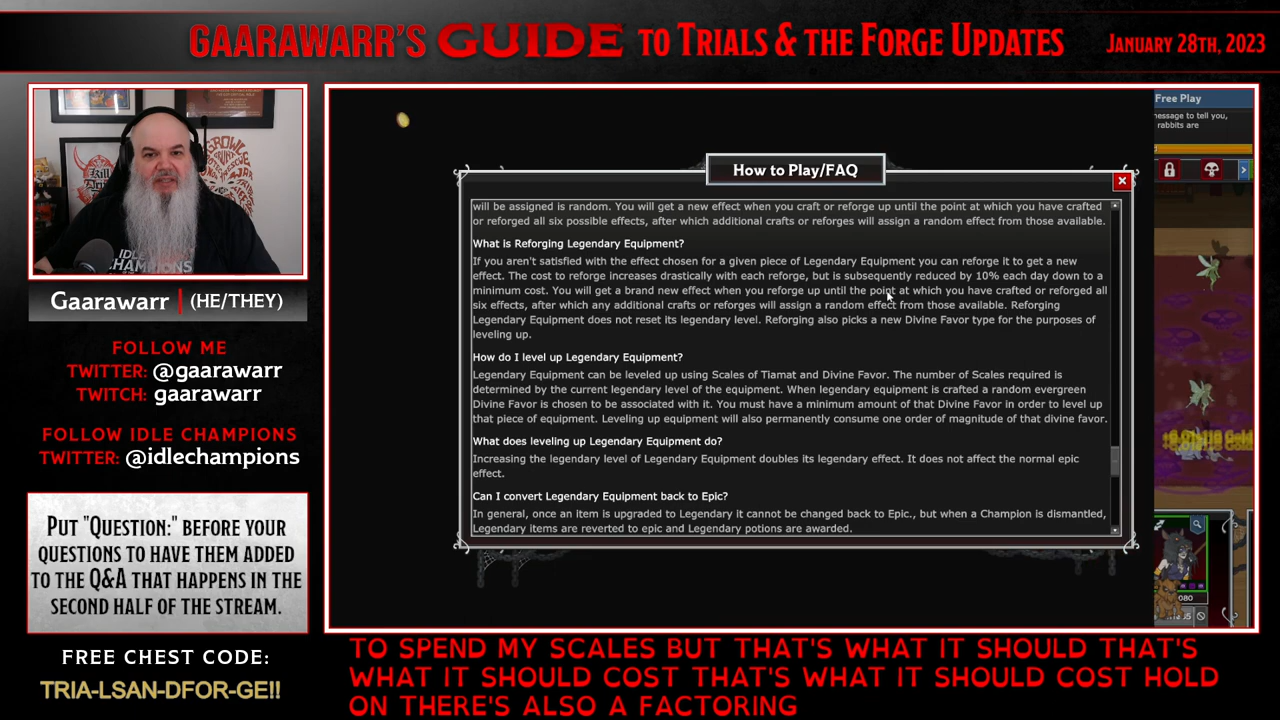 GAARAWARR'S GUIDE TO TRIALS & THE FORGE UPDATES
JANUARY 28TH, 2023
Gaarawarr | (HE/THEY)
FOLLOW ME
TWITTER: @gaarawarr
TWITCH: gaarawarr
FOLLOW IDLE CHAMPIONS
TWITTER: @idlechampions
PUT "QUESTION:" BEFORE YOUR
QUESTIONS TO HAVE THEM ADDED
TO THE Q&A THAT HAPPENS IN THE
SECOND HALF OF THE STREAM.
FREE CHEST CODE:
TRIA-LSAN-DFOR-GE!!
Free Play
message to tell you,
rabbits are
How to Play/FAQ
will be assigned is random. You will get a new effect when you craft or reforge up until the point at which you have crafted
or reforged all six possible effects, after which additional crafts or reforges will assign a random effect from those available.
What is Reforging Legendary Equipment?
If you aren't satisfied with the effect chosen for a given piece of Legendary Equipment you can reforge it to get a new
effect. The cost to reforge increases drastically with each reforge, but is subsequently reduced by 10% each day down to a
minimum cost. You will get a brand new effect when you reforge up until the point at which you have crafted or reforged all
six effects, after which any additional crafts or reforges will assign a random effect from those available. Reforging
Legendary Equipment does not reset its legendary level. Reforging also picks a new Divine Favor type for the purposes of
leveling up.
How do I level up Legendary Equipment?
Legendary Equipment can be leveled up using Scales of Tiamat and Divine Favor. The number of Scales required is
determined by the current legendary level of the equipment. When legendary equipment is crafted a random evergreen
Divine Favor is chosen to be associated with it. You must have a minimum amount of that Divine Favor in order to level up
that piece of equipment. Leveling up equipment will also permanently consume one order of magnitude of that divine favor.
What does leveling up Legendary Equipment do?
Increasing the legendary level of Legendary Equipment doubles its legendary effect. It does not affect the normal epic
effect.
Can I convert Legendary Equipment back to Epic?
In general, once an item is upgraded to Legendary it cannot be changed back to Epic., but when a Champion is dismantled,
Legendary items are reverted to epic and Legendary potions are awarded.
080
IDLE
CHAMPIONS
TO SPEND MY SCALES BUT THAT'S WHAT IT SHOULD THAT'S
WHAT IT SHOULD COST THAT'S WHAT IT SHOULD COST HOLD
ON THERE'S ALSO A FACTORING